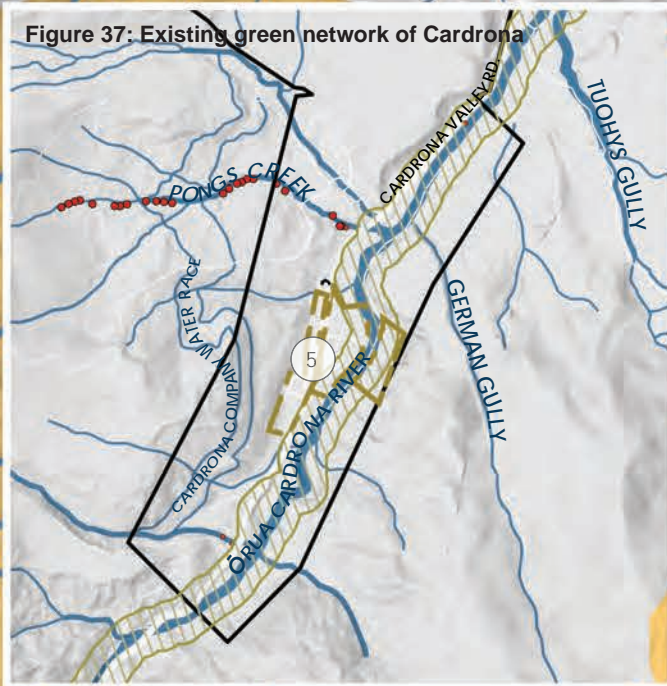 Figure 37: Existing green network of Cardrona
CARDRONA VALLEY RD.
TUOHYS GULLY
PONGS CREEK
CARDRONA COMPANY WATER RACE
GERMAN GULLY
5
ŌRUA CARDRONA RIVER